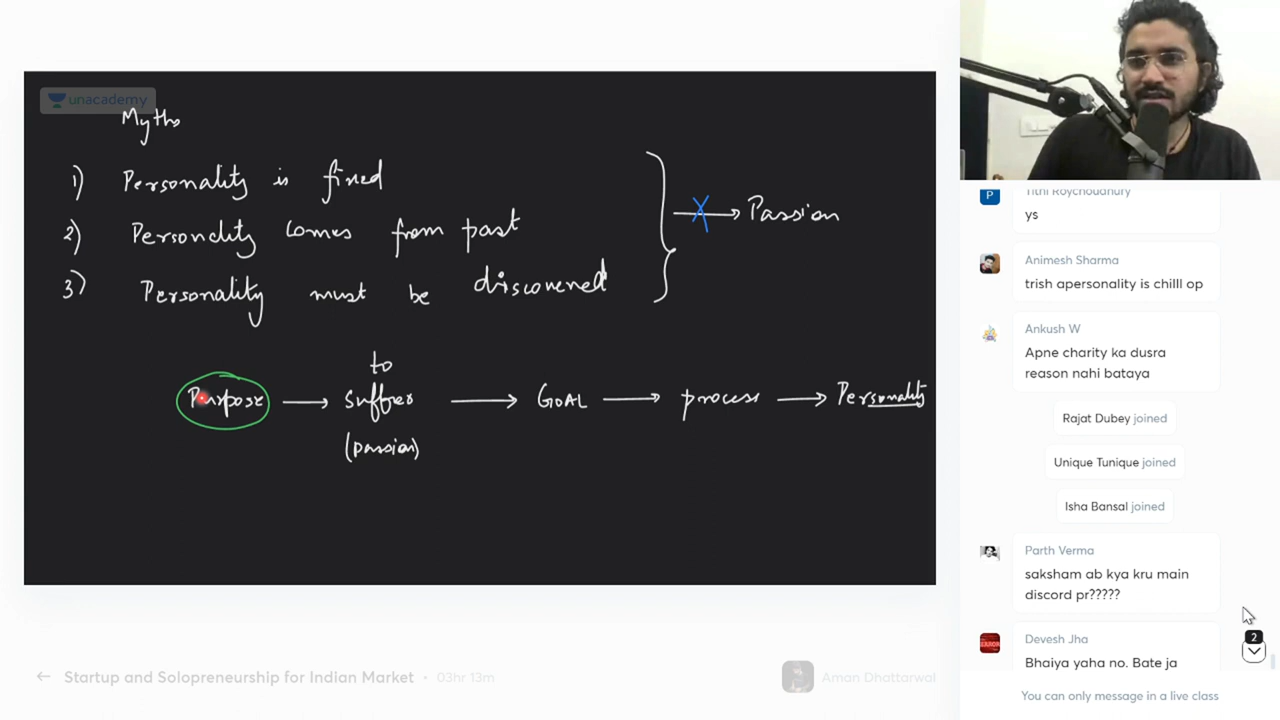 unacademy
Myths
1) Personality is fixed
2) Personality comes from past
3) Personality must be discovered
X
Passion
Purpose → to Suffer (passion) → GOAL → process → Personality
← Startup and Solopreneurship for Indian Market • 03hr 13m
Aman Dhattarwal
P
Tithi Roychoudhury
ys
Animesh Sharma
trish apersonality is chilll op
Ankush W
Apne charity ka dusra
reason nahi bataya
Rajat Dubey joined
Unique Tunique joined
Isha Bansal joined
Parth Verma
saksham ab kya kru main
discord pr?????
2
Devesh Jha
Bhaiya yaha no. Bate ja
You can only message in a live class